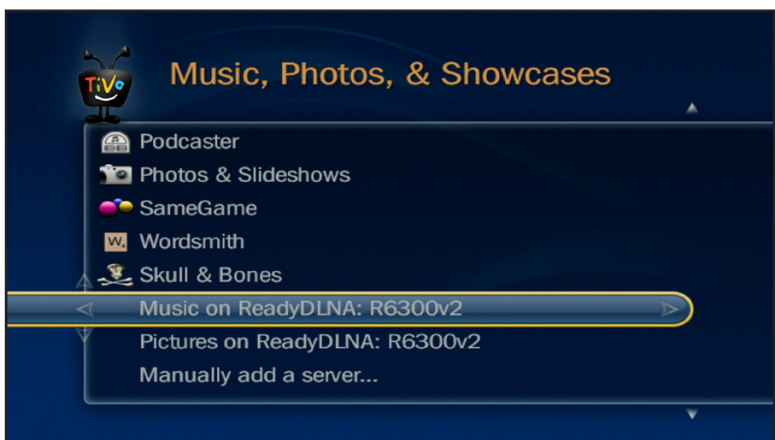 TiVo
Music, Photos, & Showcases
Podcaster
Photos & Slideshows
SameGame
W4 Wordsmith
Skull & Bones
Music on ReadyDLNA: R6300v2
Pictures on ReadyDLNA: R6300v2
Manually add a server...